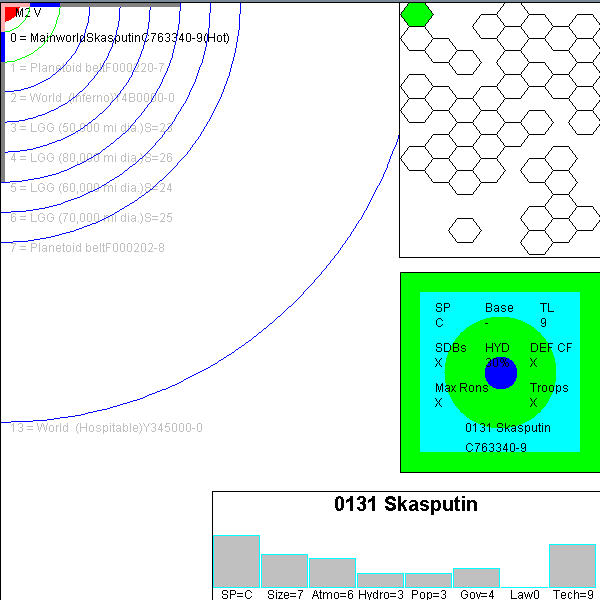 M2 V
0 = MainworldSkasputinC763340-9(Hot)
1 = Planetoid beltF000220-7
2 = World  (Inferno)Y4B0000-0
3 = LGG (50,000 mi dia.)S=23
4 = LGG (80,000 mi dia.)S=26
5 = LGG (60,000 mi dia.)S=24
6 = LGG (70,000 mi dia.)S=25
7 = Planetoid beltF000202-8
13 = World  (Hospitable)Y345000-0
SP Base TL
C - 9
SDBs HYD DEF CF
X 30% X
Max Rons Troops
X X
0131 Skasputin
C763340-9
0131 Skasputin
SP=C Size=7 Atmo=6 Hydro=3 Pop=3 Gov=4 Law0 Tech=9